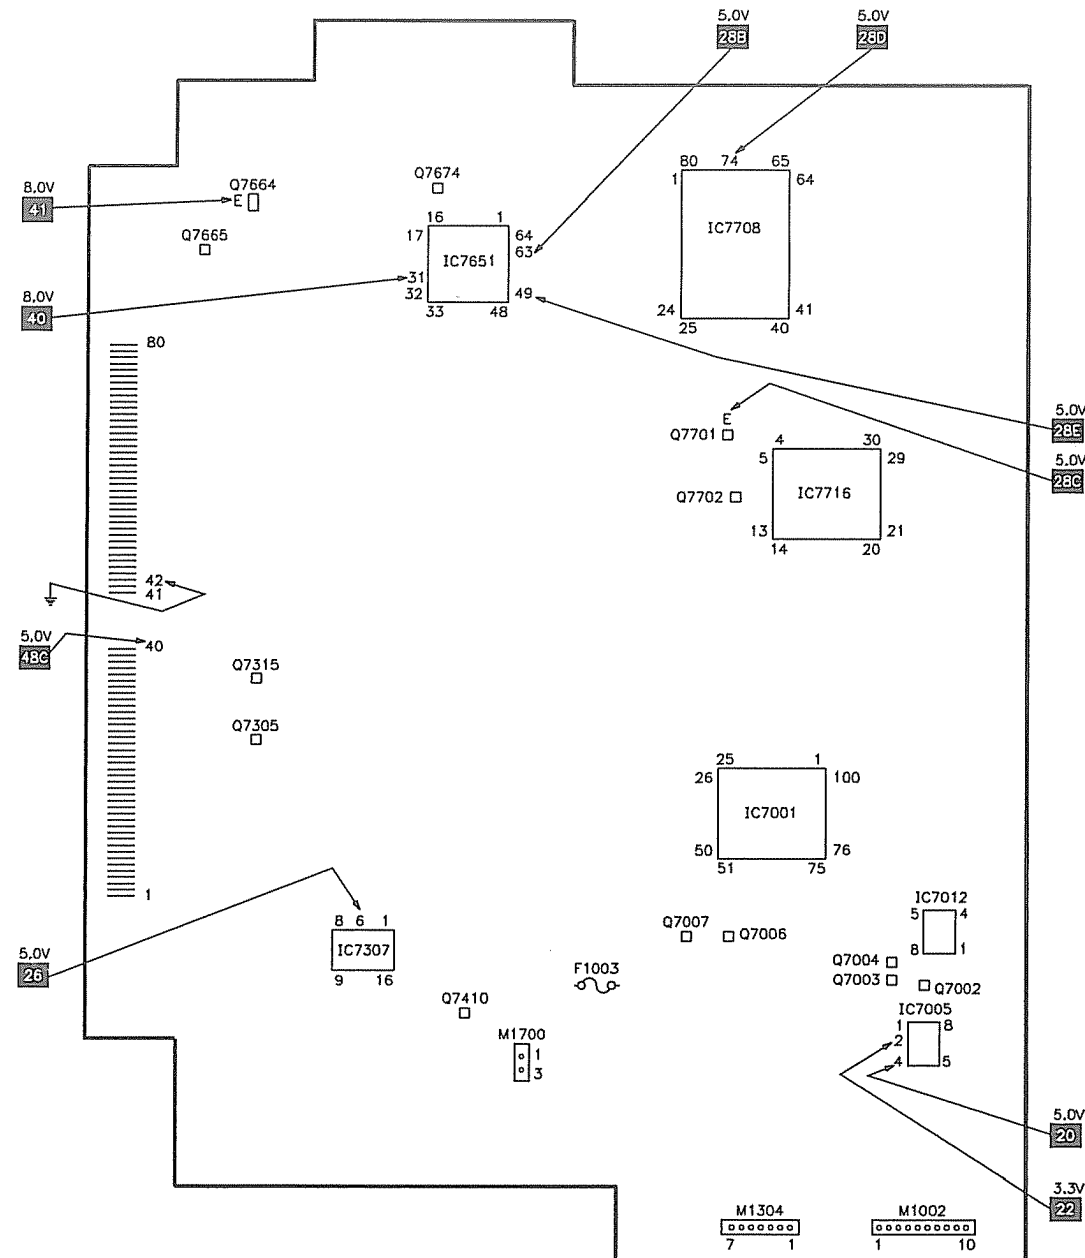 5.0V
28B
5.0V
28D
8.0V
41
E
Q7664
Q7665
Q7674
16 1
17 64
63
IC7651
31
32 49
33 48
80 74 65
1 64
IC7708
24 41
25 40
8.0V
40
80
5.0V
28E
5.0V
28C
E
Q7701
4 30
5 29
IC7716
Q7702
13 21
14 20
42
41
5.0V
48C
40
Q7315
Q7305
25 1
26 100
IC7001
50 76
51 75
1
5.0V
26
8 6 1
IC7307
9 16
Q7007
Q7006
IC7012
5 4
8 1
Q7004
Q7003
Q7002
F1003
Q7410
M1700
1
3
IC7005
1 8
2
4 5
5.0V
20
3.3V
22
M1304
7 1
M1002
1 10